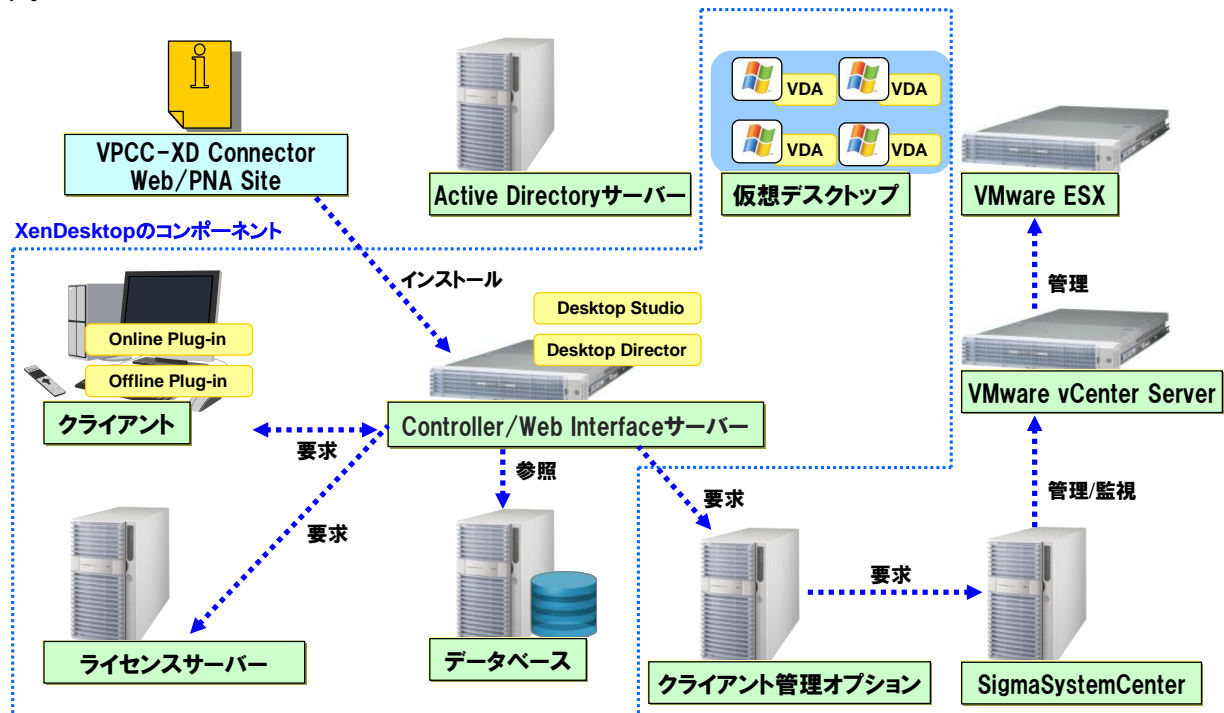 VDA
VDA
VDA
VDA
VPCC-XD Connector
Web/PNA Site
Active Directoryサーバー
仮想デスクトップ
VMware ESX
XenDesktopのコンポーネント
インストール
管理
Desktop Studio
Desktop Director
Online Plug-in
Offline Plug-in
クライアント
Controller/Web Interfaceサーバー
VMware vCenter Server
要求
参照
要求
管理/監視
要求
要求
ライセンスサーバー
データベース
クライアント管理オプション
SigmaSystemCenter